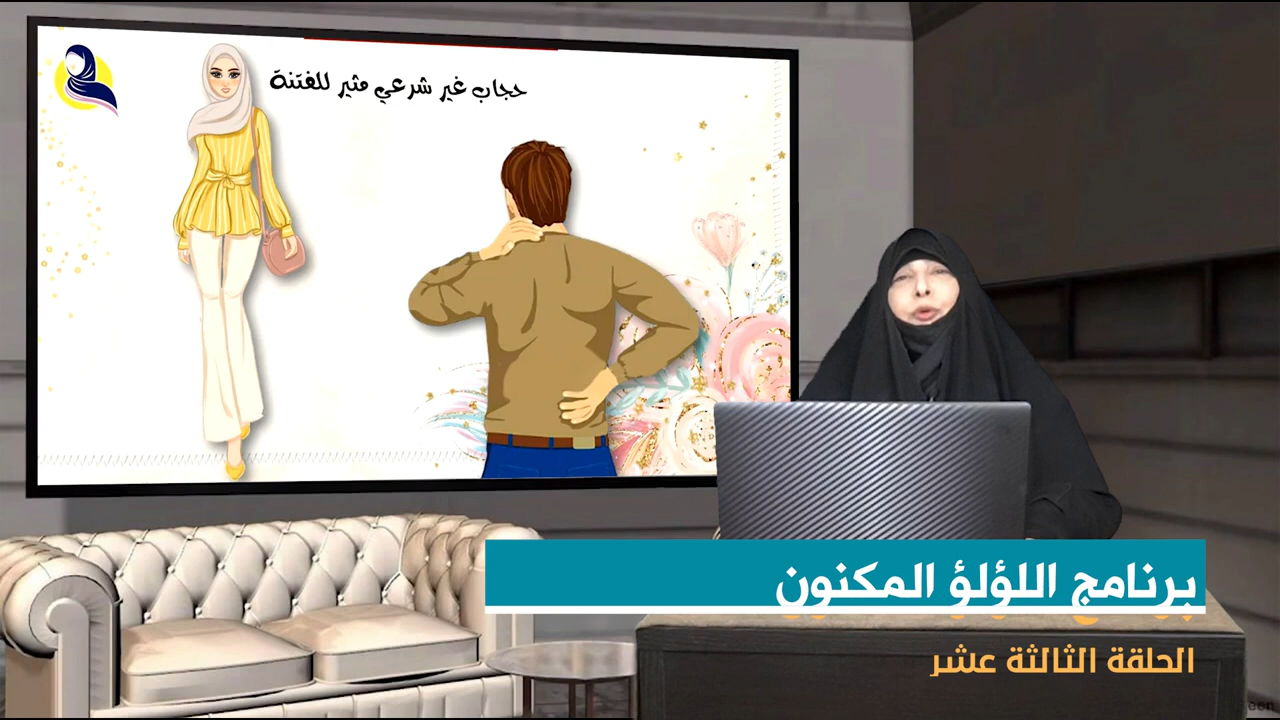 حجاب غير شرعي مثير للفتنة
برنامج اللؤلؤ المكنون
الحلقة الثالثة عشر